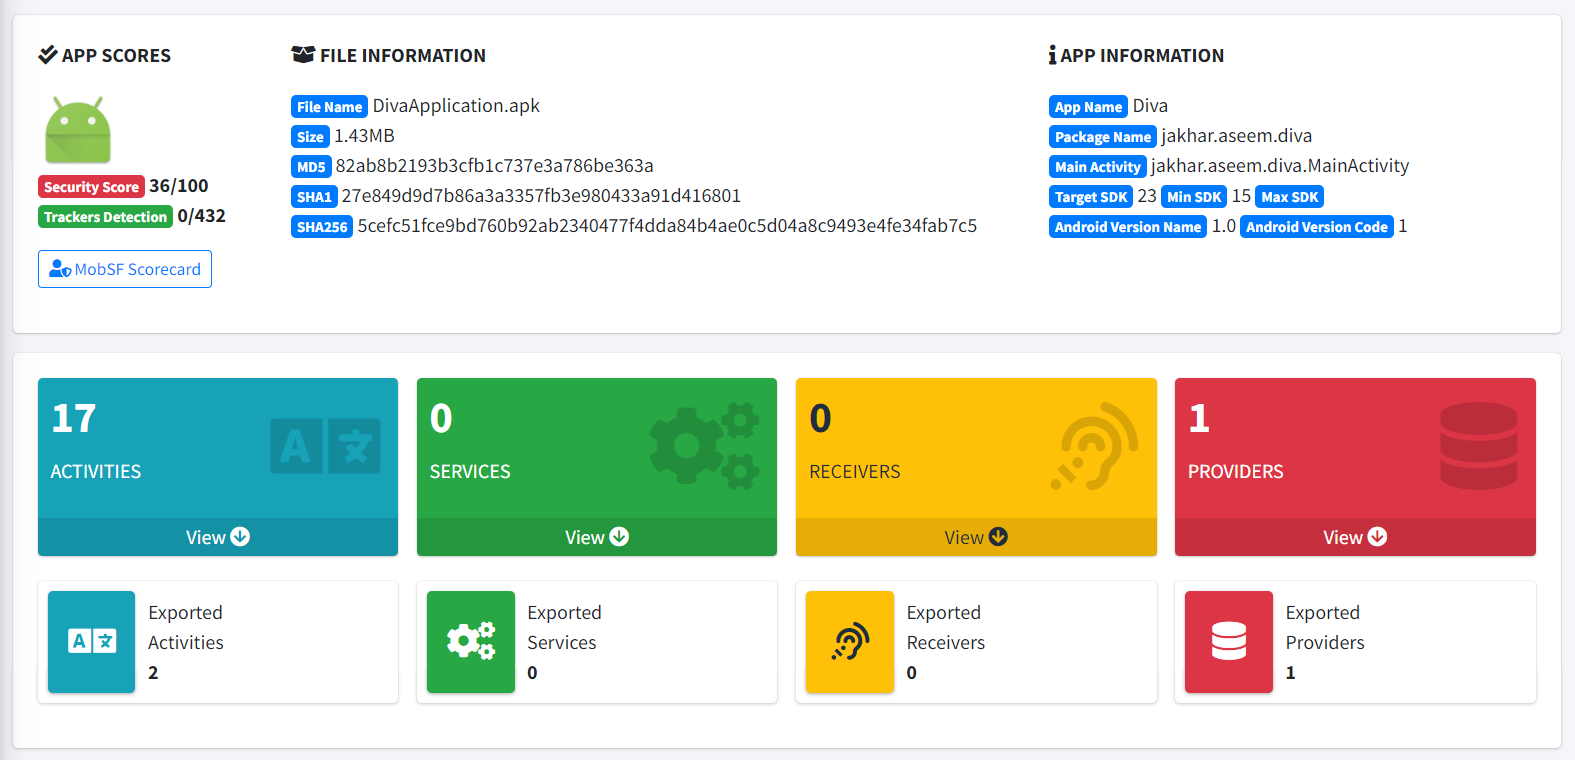 APP SCORES
Security Score 36/100
Trackers Detection 0/432
MobSF Scorecard
FILE INFORMATION
File Name DivaApplication.apk
Size 1.43MB
MD5 82ab8b2193b3cfb1c737e3a786be363a
SHA1 27e849d9d7b86a3a3357fb3e980433a91d416801
SHA256 5cefc51fce9bd760b92ab2340477f4dda84b4ae0c5d04a8c9493e4fe34fab7c5
APP INFORMATION
App Name Diva
Package Name jakhar.aseem.diva
Main Activity jakhar.aseem.diva.MainActivity
Target SDK 23 Min SDK 15 Max SDK
Android Version Name 1.0 Android Version Code 1
17
ACTIVITIES
A 文
View
0
SERVICES
View
0
RECEIVERS
View
1
PROVIDERS
View
A 文
Exported
Activities
2
Exported
Services
0
Exported
Receivers
0
Exported
Providers
1